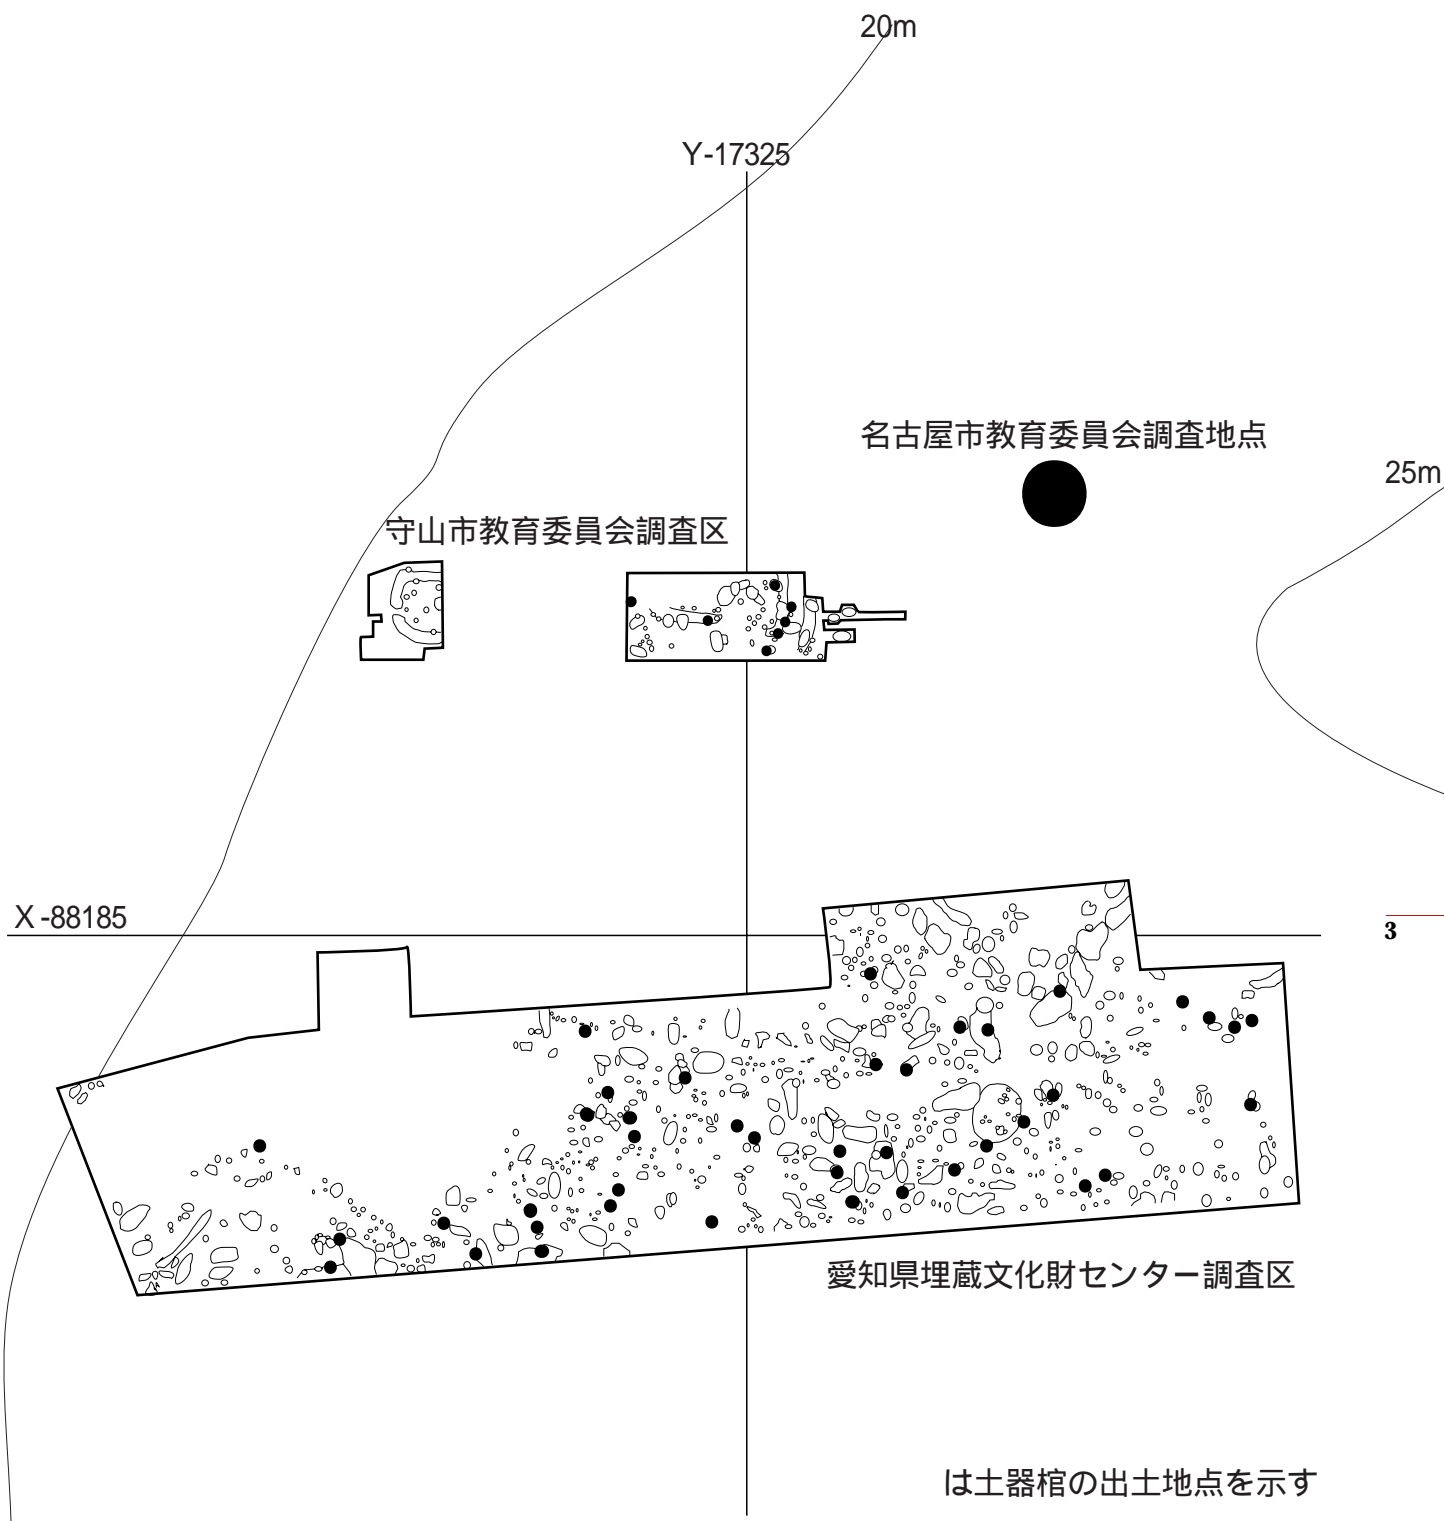 20m
Y-17325
名古屋市教育委員会調査地点
25m
守山市教育委員会調査区
X-88185
3
愛知県埋蔵文化財センター調査区
は土器棺の出土地点を示す